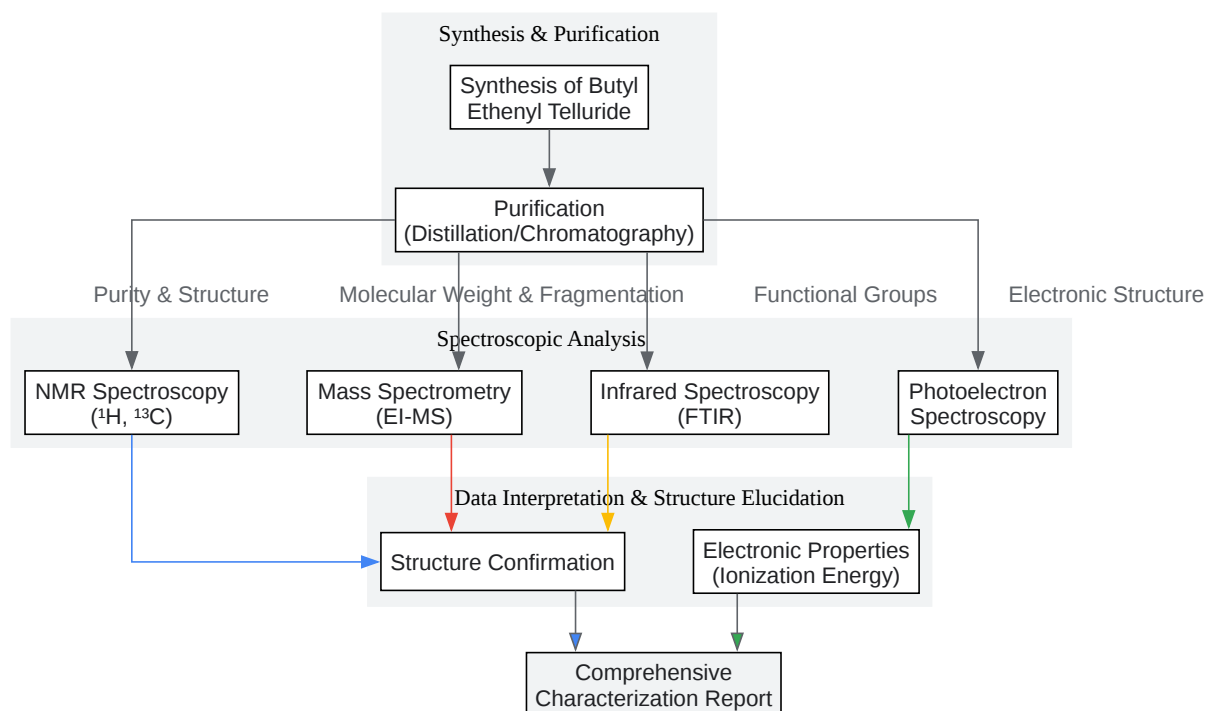 Synthesis & Purification
Synthesis of Butyl
Ethenyl Telluride
Purification
(Distillation/Chromatography)
Purity & Structure
Molecular Weight & Fragmentation
Functional Groups
Electronic Structure
Spectroscopic Analysis
NMR Spectroscopy
(¹H, ¹³C)
Mass Spectrometry
(EI-MS)
Infrared Spectroscopy
(FTIR)
Photoelectron
Spectroscopy
Data Interpretation & Structure Elucidation
Structure Confirmation
Electronic Properties
(Ionization Energy)
Comprehensive
Characterization Report